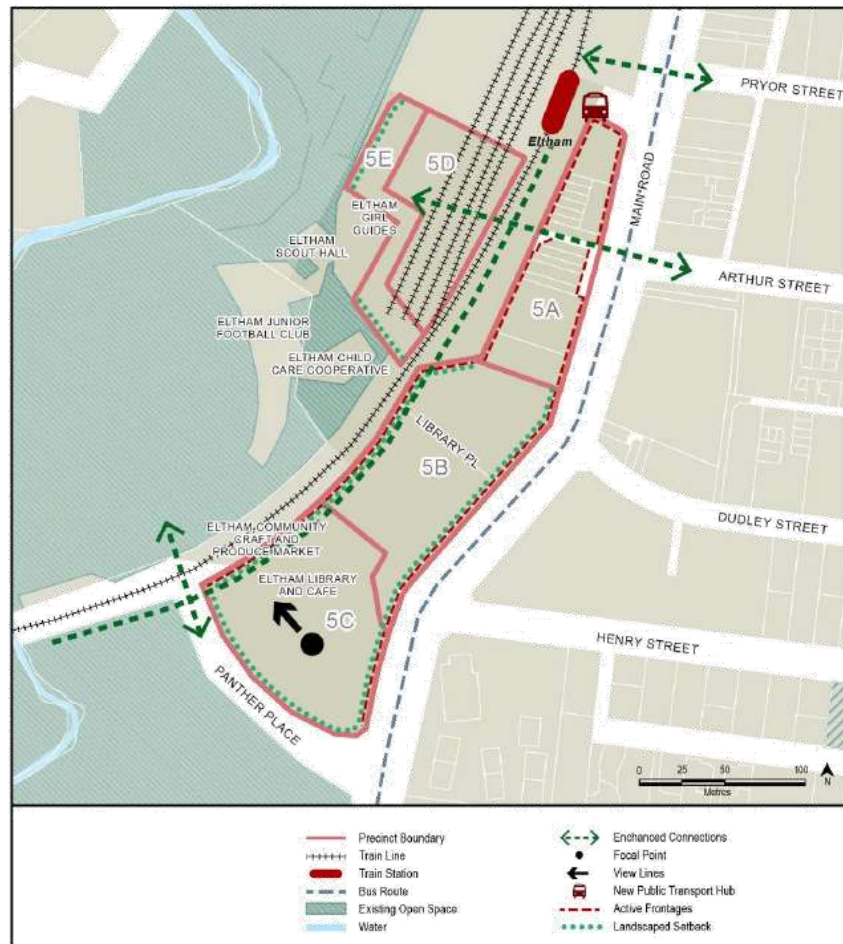 PRYOR STREET
Eltham
MAIN ROAD
5E
5D
ELTHAM
GIRL
GUIDES
ELTHAM
SCOUT HALL
ARTHUR STREET
5A
ELTHAM JUNIOR
FOOTBALL CLUB
ELTHAM CHILD
CARE COOPERATIVE
LIBRARY PL
5B
DUDLEY STREET
ELTHAM COMMUNITY
CRAFT AND
PRODUCE MARKET
ELTHAM LIBRARY
AND CAFE
5C
HENRY STREET
PANTHER PLACE
0 25 50 100
Metres
N
Precinct Boundary
Train Line
Train Station
Bus Route
Existing Open Space
Water
Enchanced Connections
Focal Point
View Lines
New Public Transport Hub
Active Frontages
Landscaped Setback